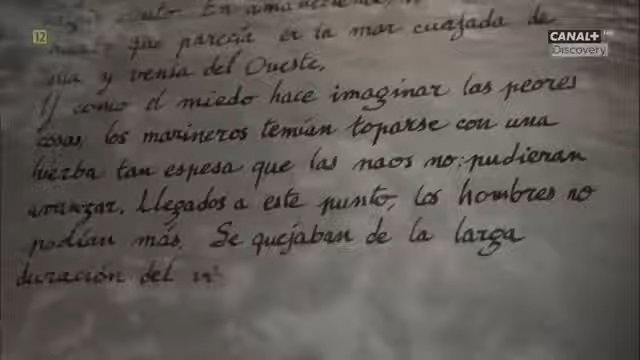 12
CANAL+
Discovery
En
que parecía er la mar cuajada de
y venía del Oueste.
Y como el miedo hace imaginar las peores
cosas, los marineros temían toparse con una
hierba tan espesa que las naos no pudieran
avanzar. Llegados a este punto, los hombres no
podían más. Se quejaban de la larga
duración del